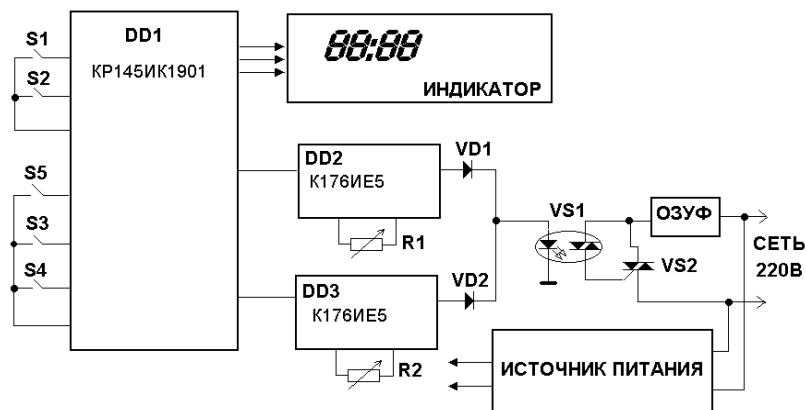 S1
S2
S5
S3
S4
DD1
КР145ИК1901
88:88
ИНДИКАТОР
DD2
К176ИЕ5
R1
VD1
DD3
К176ИЕ5
R2
VD2
VS1
ОЗУФ
VS2
СЕТЬ
220В
ИСТОЧНИК ПИТАНИЯ